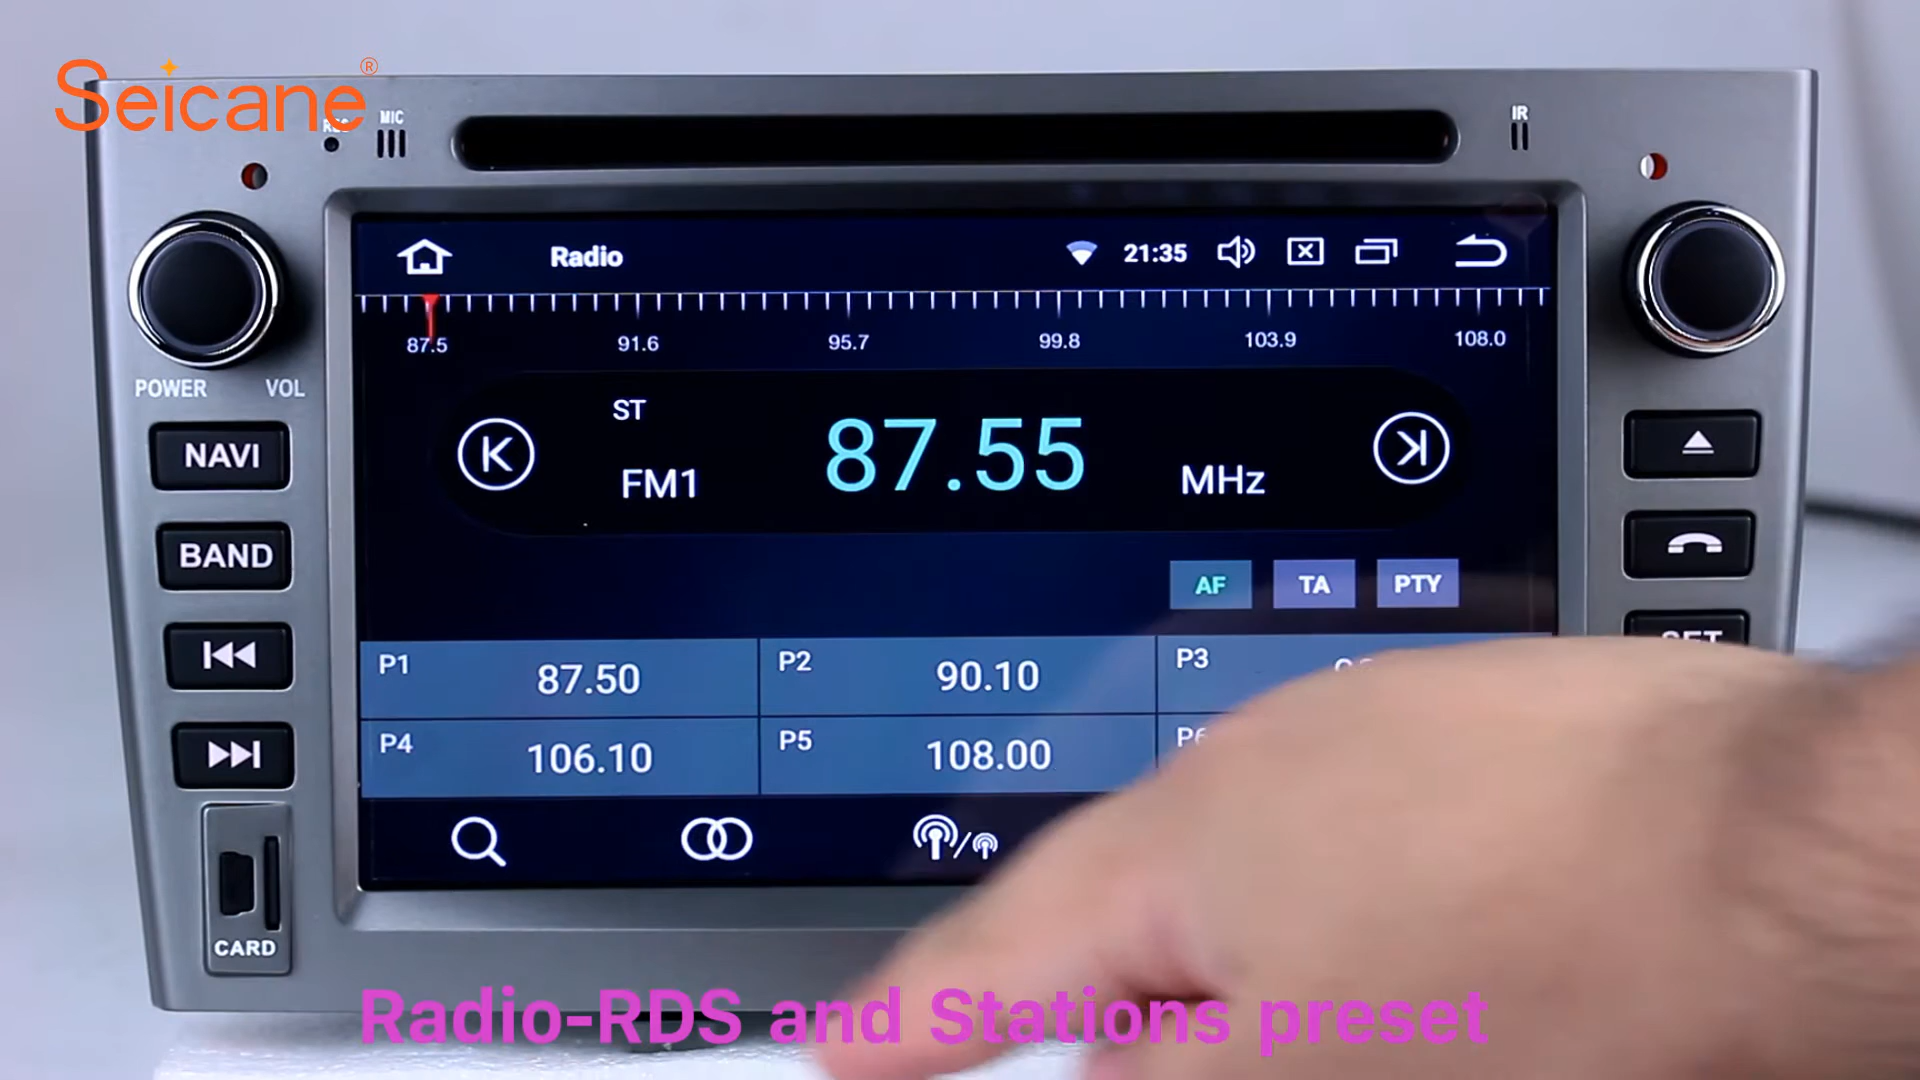 Seicane®
MIC
IR
Radio
21:35
87.5 91.6 95.7 99.8 103.9 108.0
POWER VOL
ST
FM1
87.55
MHz
NAVI
BAND
AF TA PTY
P1 87.50
P2 90.10
P3
P4 106.10
P5 108.00
CARD
Radio-RDS and Stations preset